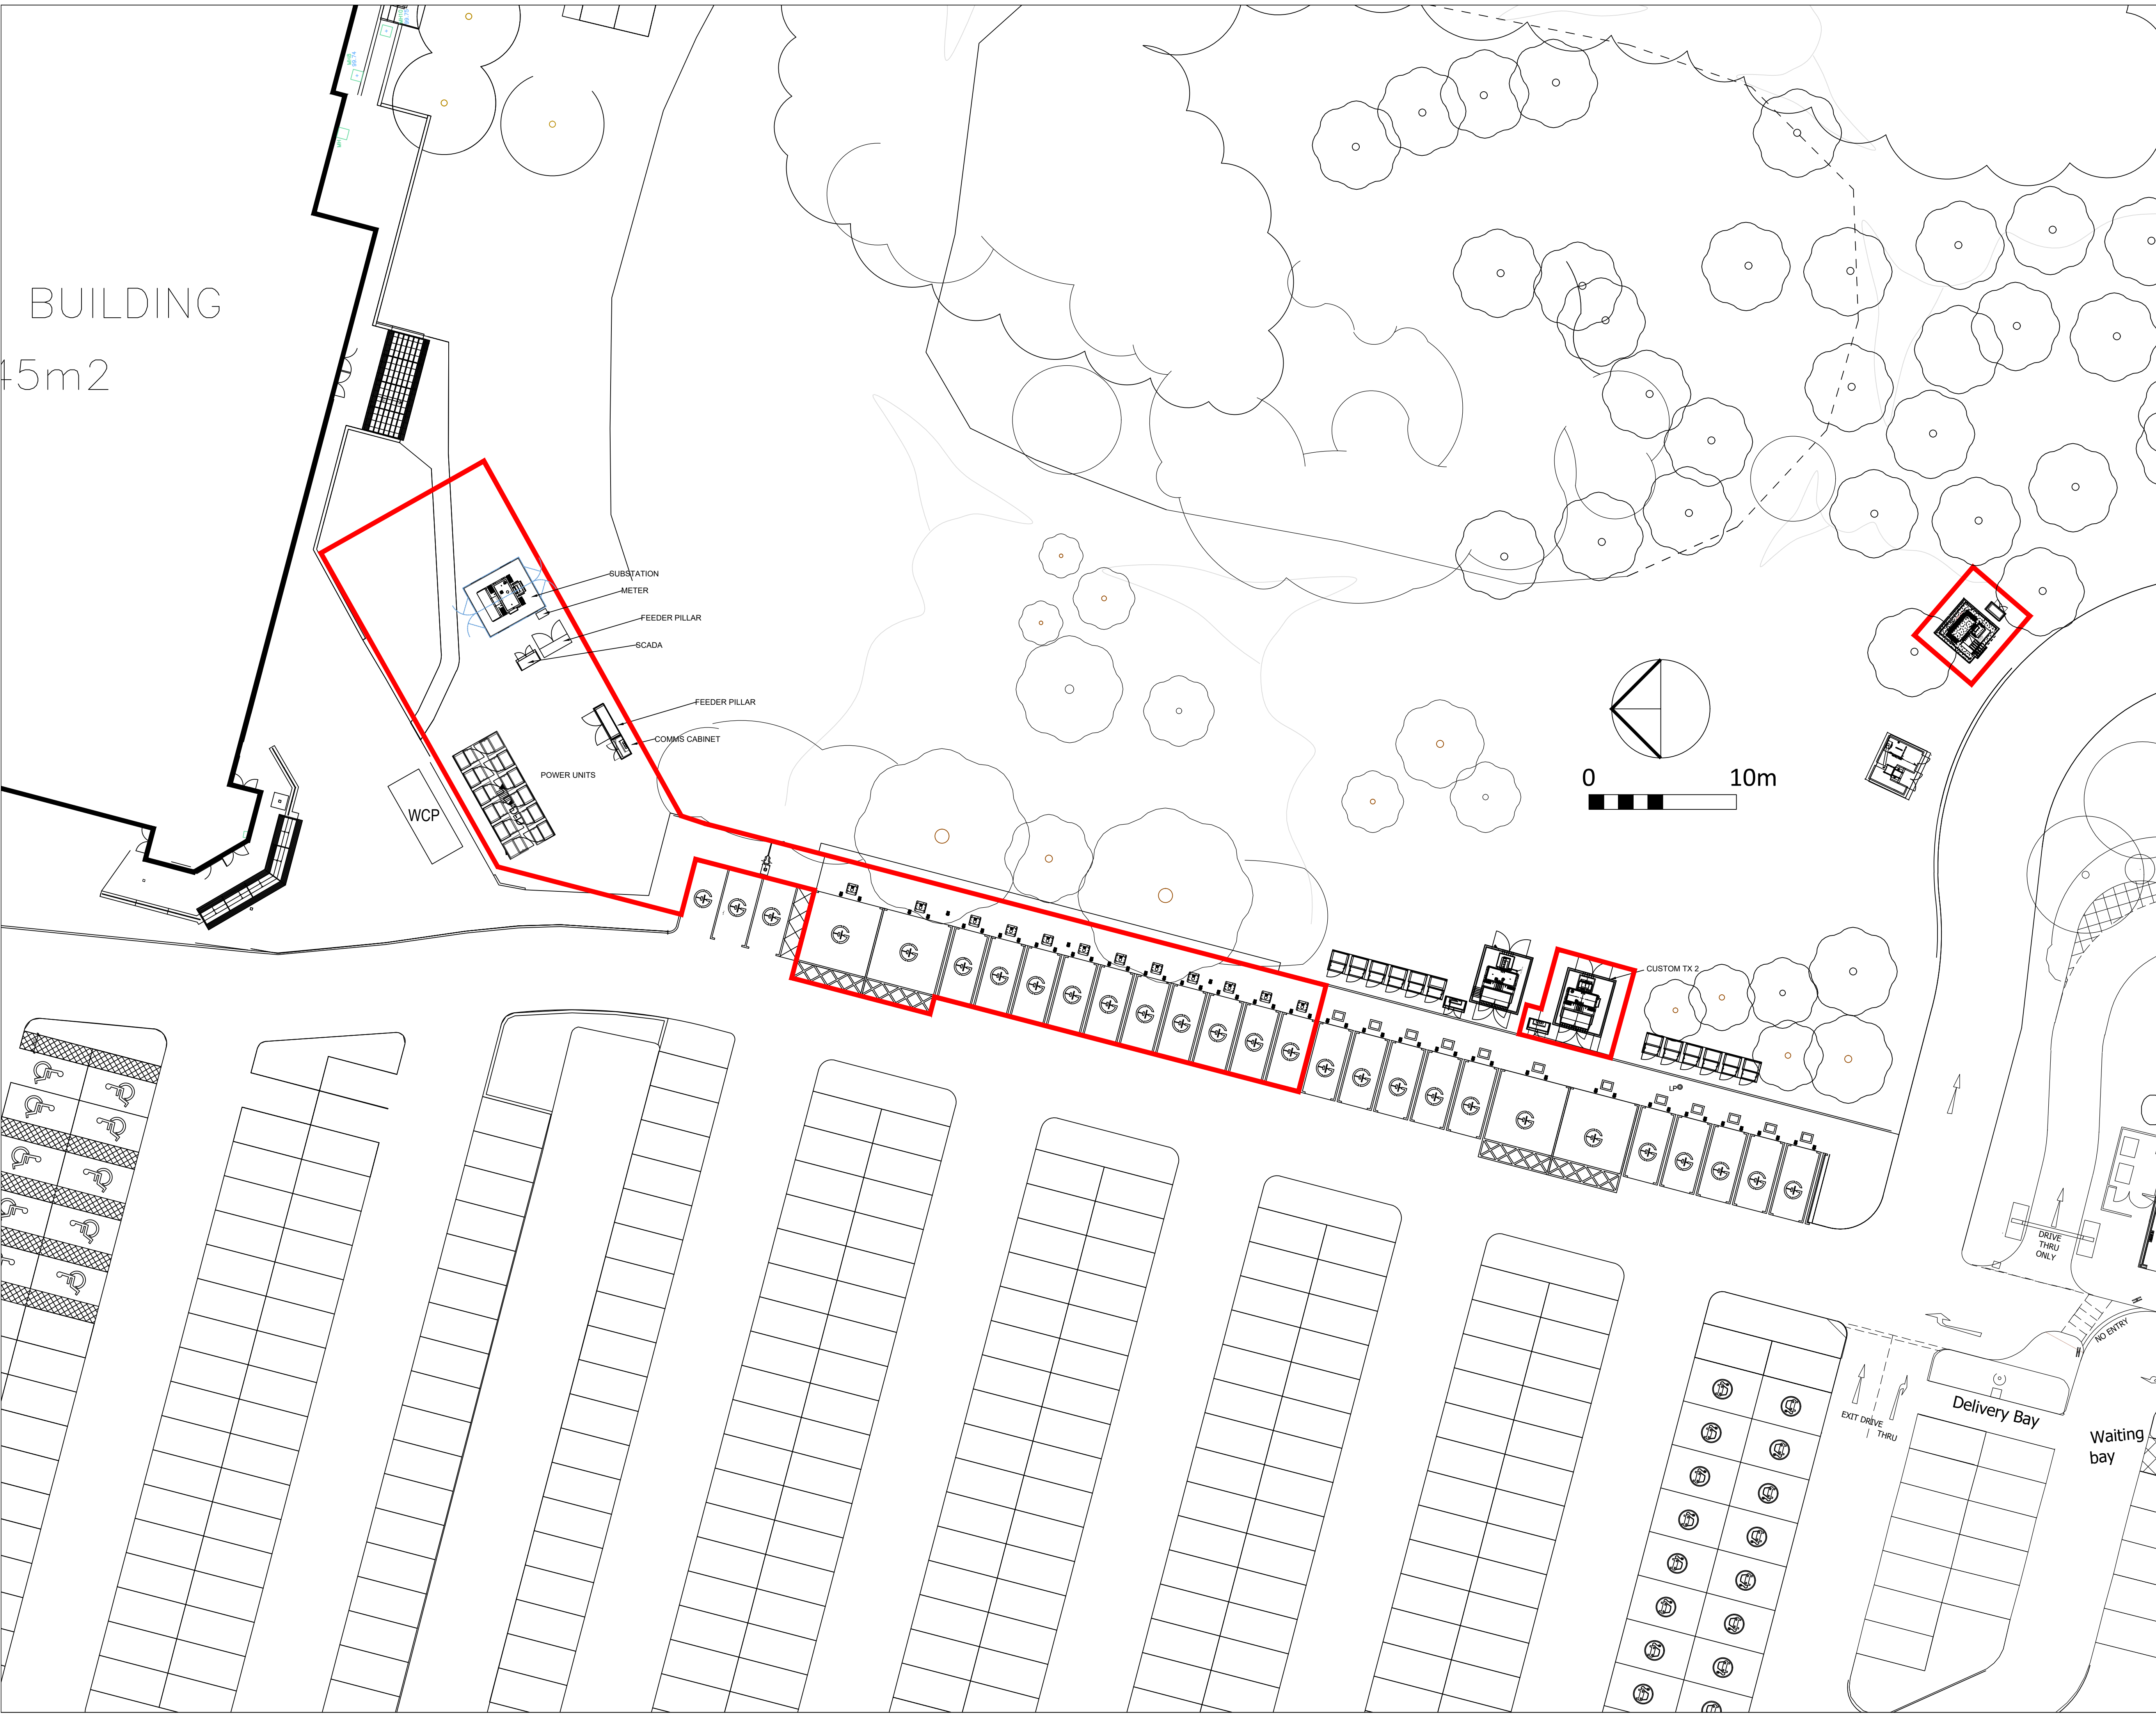 BUILDING
45m2
SUBSTATION
METER
FEEDER PILLAR
SCADA
FEEDER PILLAR
COMMS CABINET
POWER UNITS
WCP
0 10m
CUSTOM TX 2
LP
DRIVE
THRU
ONLY
NO ENTRY
EXIT DRIVE
THRU
Delivery Bay
Waiting
bay